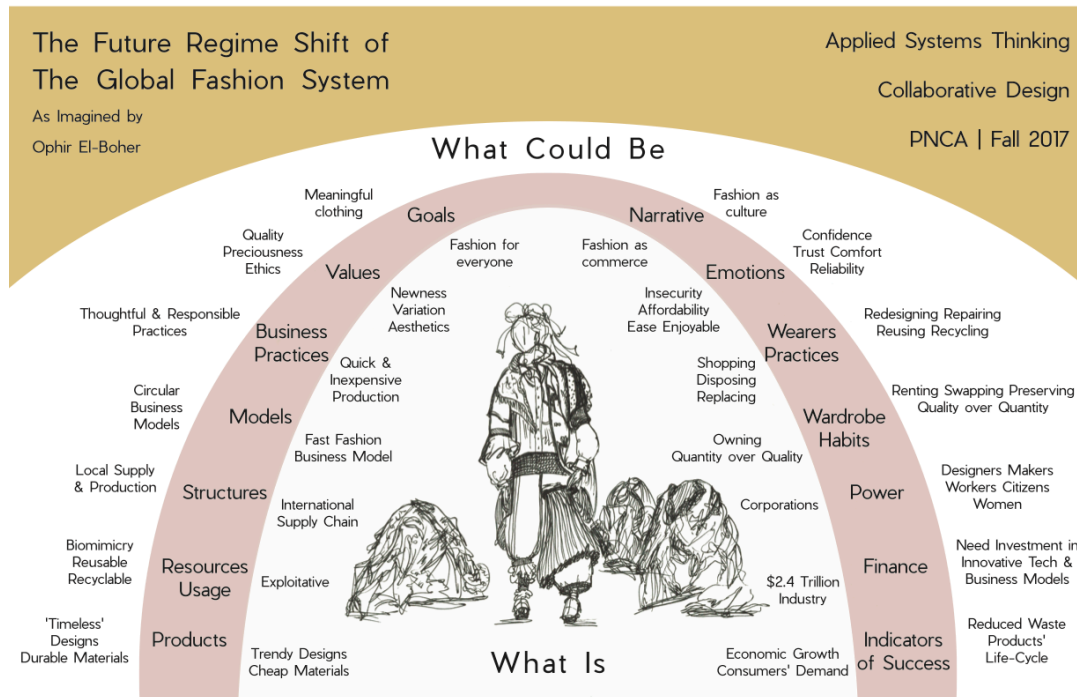 The Future Regime Shift of
The Global Fashion System
As Imagined by
Ophir El-Boher
Applied Systems Thinking
Collaborative Design
PNCA | Fall 2017
What Could Be
Meaningful
clothing
Goals
Fashion for
everyone
Quality
Preciousness
Ethics
Values
Newness
Variation
Aesthetics
Thoughtful & Responsible
Practices
Business
Practices
Quick &
Inexpensive
Production
Circular
Business
Models
Models
Fast Fashion
Business Model
Local Supply
& Production
Structures
International
Supply Chain
Biomimicry
Reusable
Recyclable
Resources
Usage
Exploitative
'Timeless'
Designs
Durable Materials
Products
Trendy Designs
Cheap Materials
Fashion as
commerce
Narrative
Fashion as
culture
Insecurity
Affordability
Ease Enjoyable
Emotions
Confidence
Trust Comfort
Reliability
Shopping
Disposing
Replacing
Wearers
Practices
Redesigning Repairing
Reusing Recycling
Owning
Quantity over Quality
Wardrobe
Habits
Renting Swapping Preserving
Quality over Quantity
Corporations
Power
Designers Makers
Workers Citizens
Women
$2.4 Trillion
Industry
Finance
Need Investment in
Innovative Tech &
Business Models
Economic Growth
Consumers' Demand
Indicators
of Success
Reduced Waste
Products'
Life-Cycle
What Is